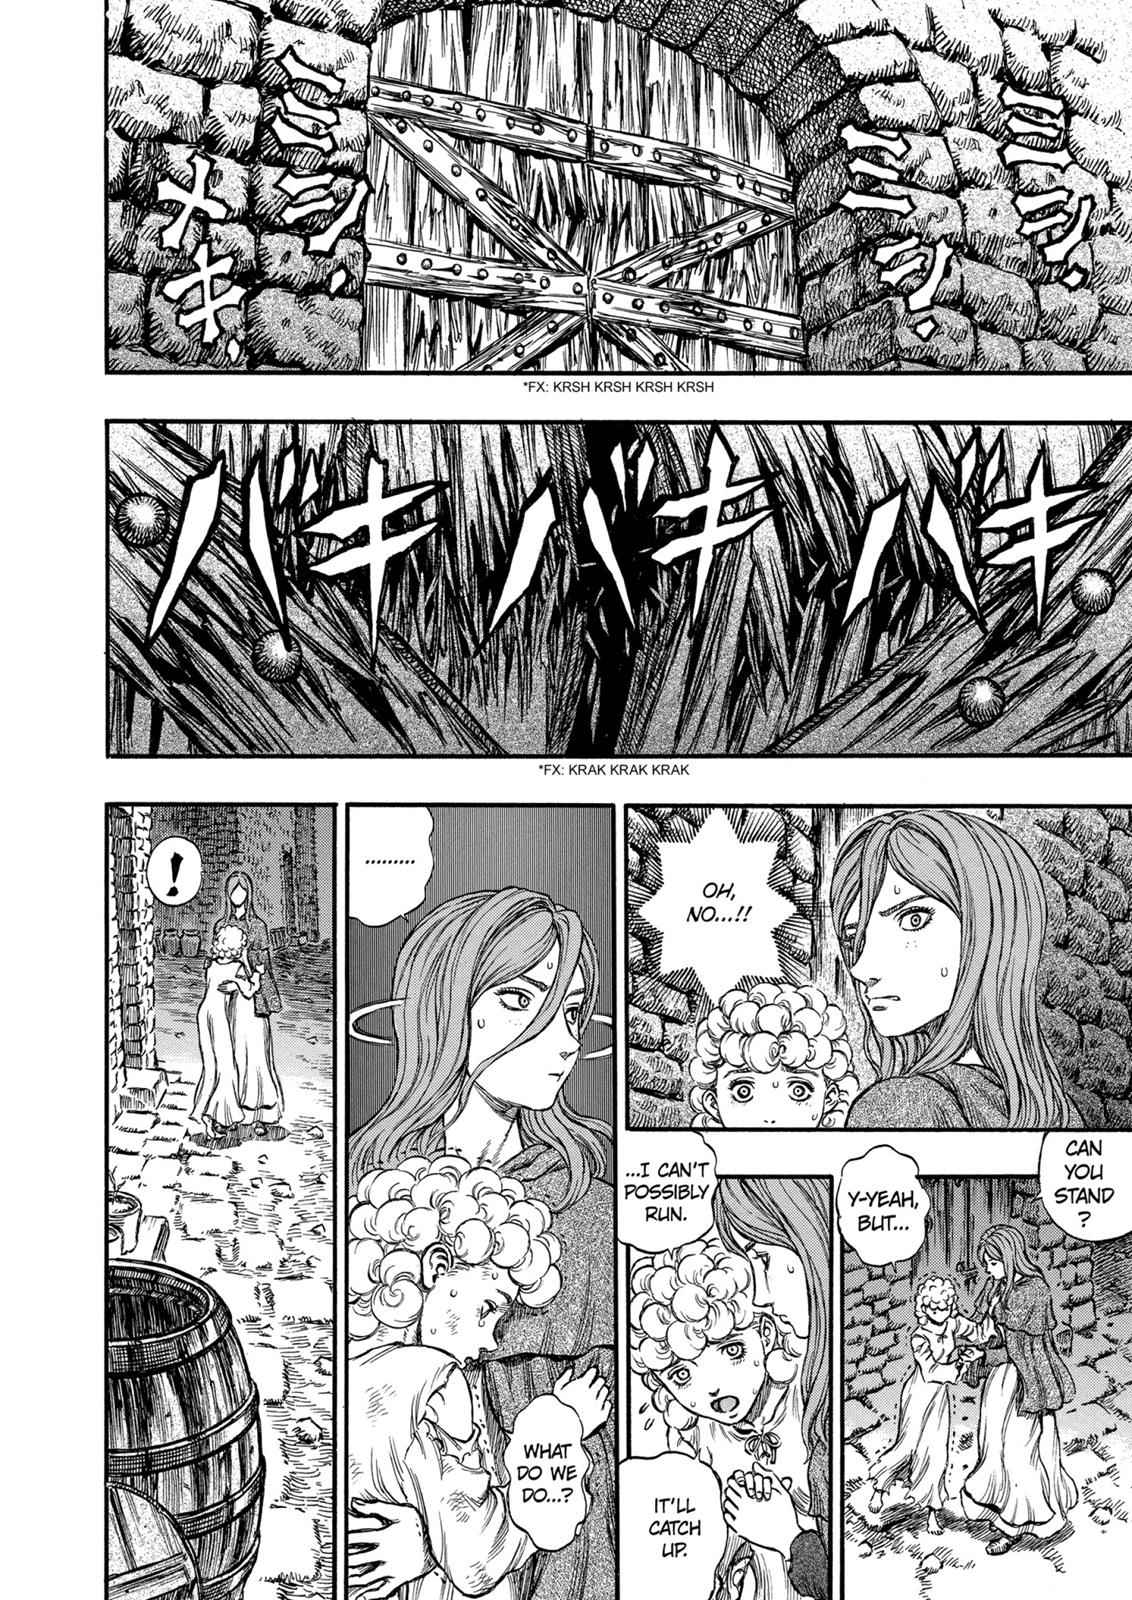 ミシ、
ミシ、
ミシ、
メキ、
*FX: KRSH KRSH KRSH KRSH
バキバキバキ
*FX: KRAK KRAK KRAK
OH,
NO...!!
CAN
YOU
STAND
?
Y-YEAH,
BUT...
...I CAN'T
POSSIBLY
RUN.
IT'LL
CATCH
UP.
.........
WHAT
DO WE
DO...?
!